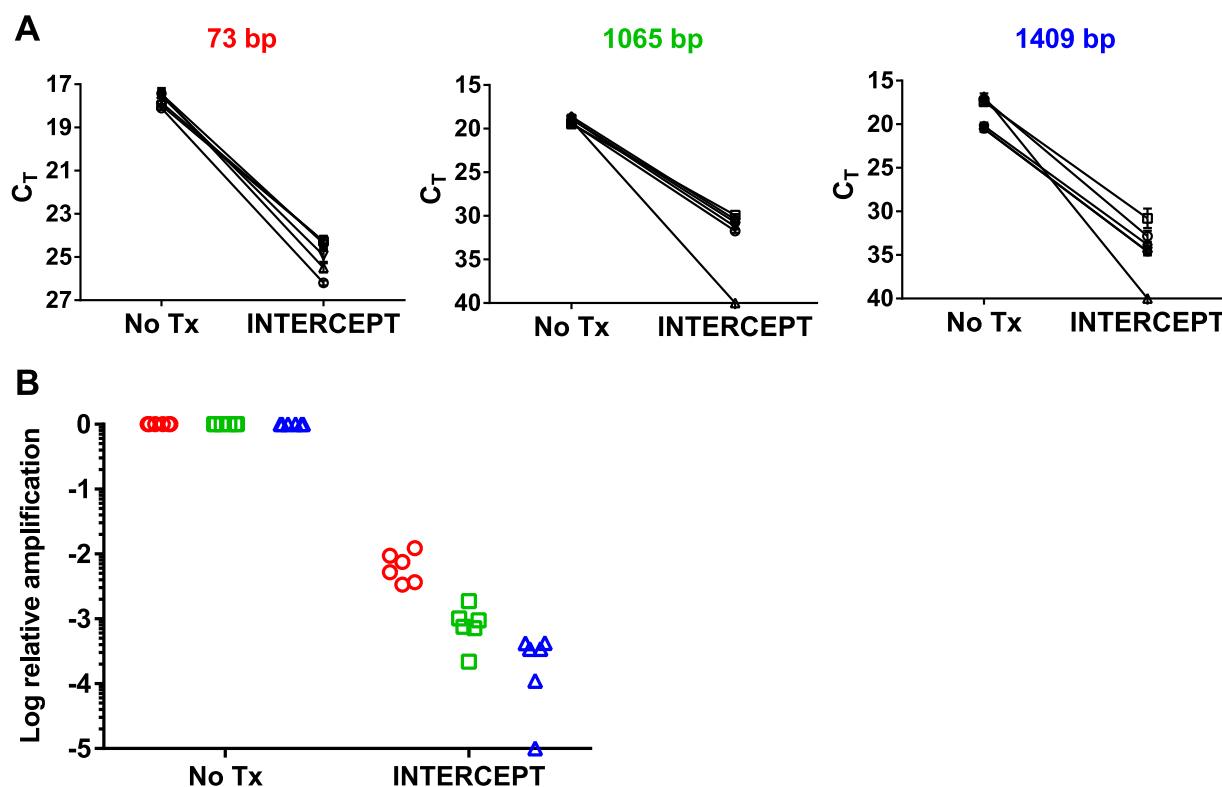 A
73 bp
1065 bp
1409 bp
CT
17
19
21
23
25
27
No Tx
INTERCEPT
CT
15
20
25
30
35
40
No Tx
INTERCEPT
CT
15
20
25
30
35
40
No Tx
INTERCEPT
B
Log relative amplification
0
-1
-2
-3
-4
-5
No Tx
INTERCEPT